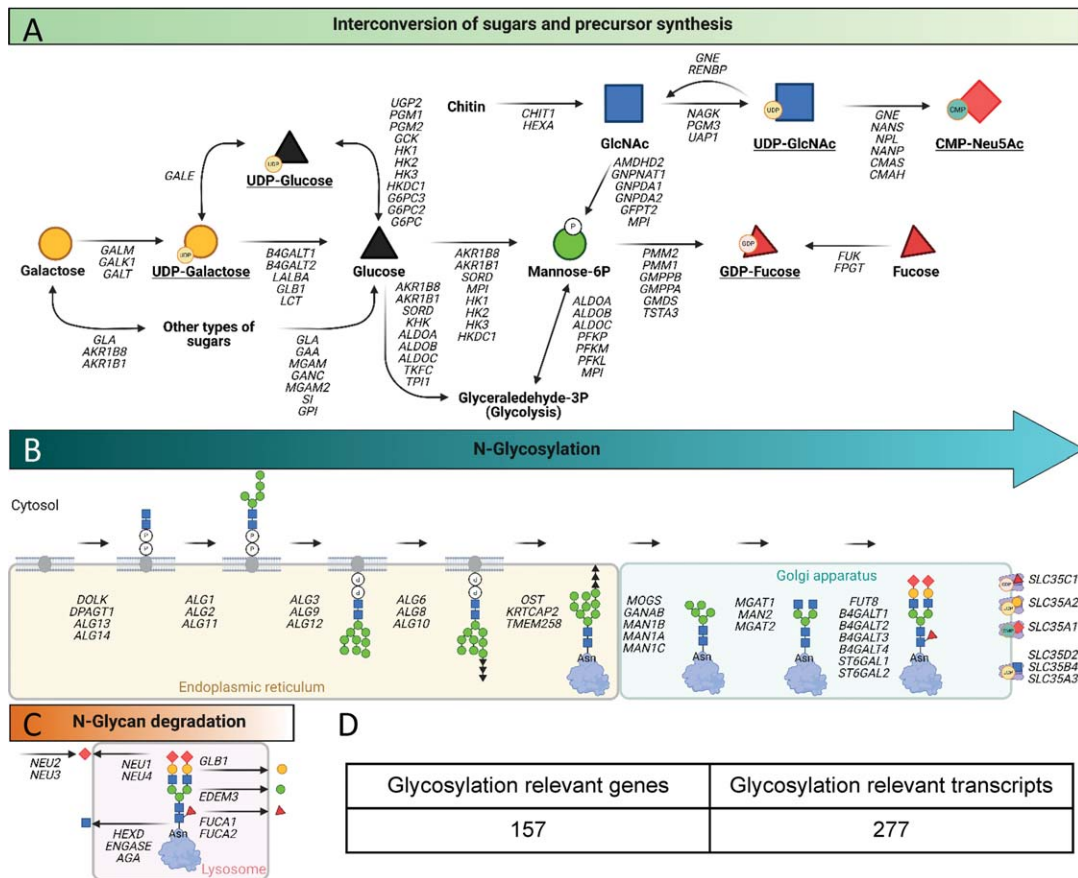 A
Interconversion of sugars and precursor synthesis
GNE
RENBP
UGP2
PGM1
PGM2
GCK
HK1
HK2
HK3
HKDC1
G6PC3
G6PC2
G6PC
Chitin
CHIT1
HEXA
GlcNAc
NAGK
PGM3
UAP1
UDP
UDP-GlcNAc
GNE
NANS
NPL
NANP
CMAS
CMAH
CMP
CMP-Neu5Ac
GALE
UDP
UDP-Glucose
AMDHD2
GNPNAT1
GNPDA1
GNPDA2
GFPT2
MPI
Galactose
GALM
GALK1
GALT
UDP
UDP-Galactose
B4GALT1
B4GALT2
LALBA
GLB1
LCT
Glucose
AKR1B8
AKR1B1
SORD
MPI
HK1
HK2
HK3
HKDC1
P
Mannose-6P
PMM2
PMM1
GMPPB
GMPPA
GMDS
TSTA3
GDP
GDP-Fucose
FUK
FPGT
Fucose
GLA
AKR1B8
AKR1B1
Other types of
sugars
GLA
GAA
MGAM
GANC
MGAM2
SI
GPI
AKR1B8
AKR1B1
SORD
KHK
ALDOA
ALDOB
ALDOC
TKFC
TPI1
ALDOA
ALDOB
ALDOC
PFKP
PFKM
PFKL
MPI
Glyceraledehyde-3P
(Glycolysis)
B
N-Glycosylation
Cytosol
P
P
P
P
P
P
P
P
DOLK
DPAGT1
ALG13
ALG14
ALG1
ALG2
ALG11
ALG3
ALG9
ALG12
ALG6
ALG8
ALG10
OST
KRTCAP2
TMEM258
Asn
Endoplasmic reticulum
Golgi apparatus
MOGS
GANAB
MAN1B
MAN1A
MAN1C
Asn
MGAT1
MAN2
MGAT2
Asn
FUT8
B4GALT1
B4GALT2
B4GALT3
B4GALT4
ST6GAL1
ST6GAL2
Asn
SLC35C1
SLC35A2
SLC35A1
SLC35D2
SLC35B4
SLC35A3
C
N-Glycan degradation
NEU2
NEU3
NEU1
NEU4
GLB1
EDEM3
FUCA1
FUCA2
HEXD
ENGASE
AGA
Asn
Lysosome
D
Glycosylation relevant genes
Glycosylation relevant transcripts
157
277